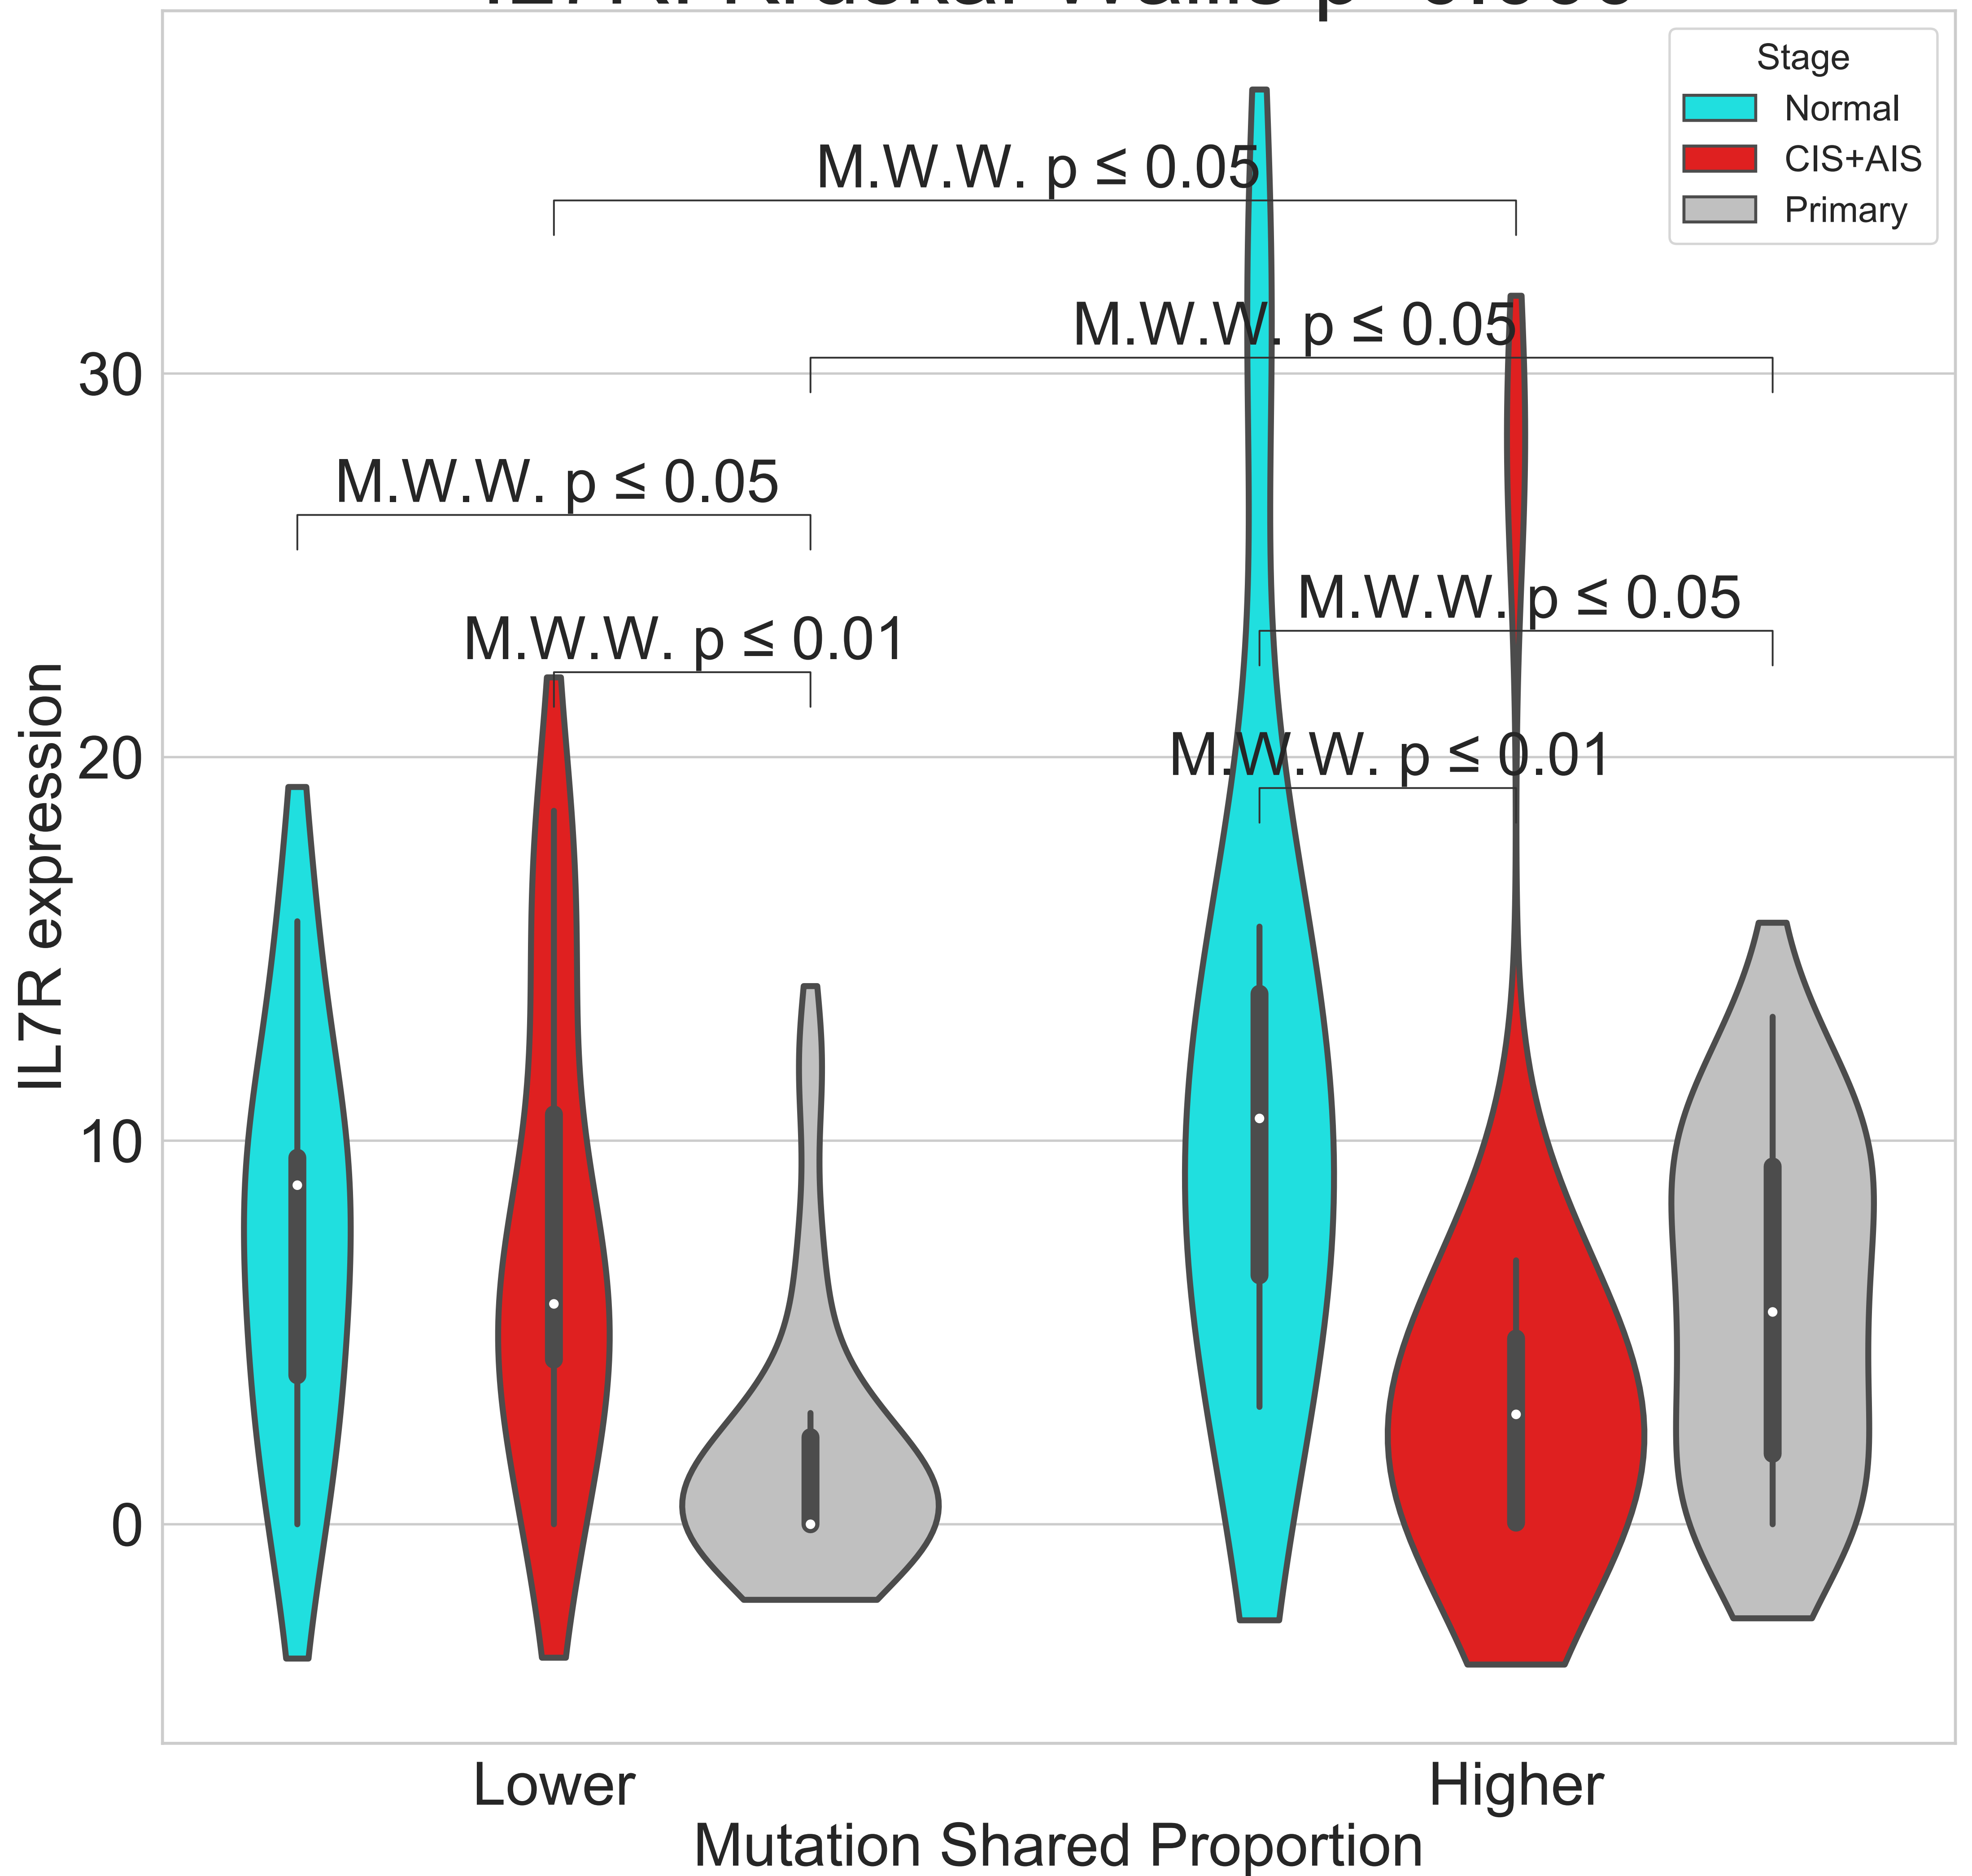 Stage
Normal
CIS+AIS
Primary
M.W.W. p ≤ 0.05
M.W.W. p ≤ 0.05
M.W.W. p ≤ 0.05
M.W.W. p ≤ 0.05
M.W.W. p ≤ 0.01
M.W.W. p ≤ 0.01
IL7R expression
30
20
10
0
Lower
Higher
Mutation Shared Proportion